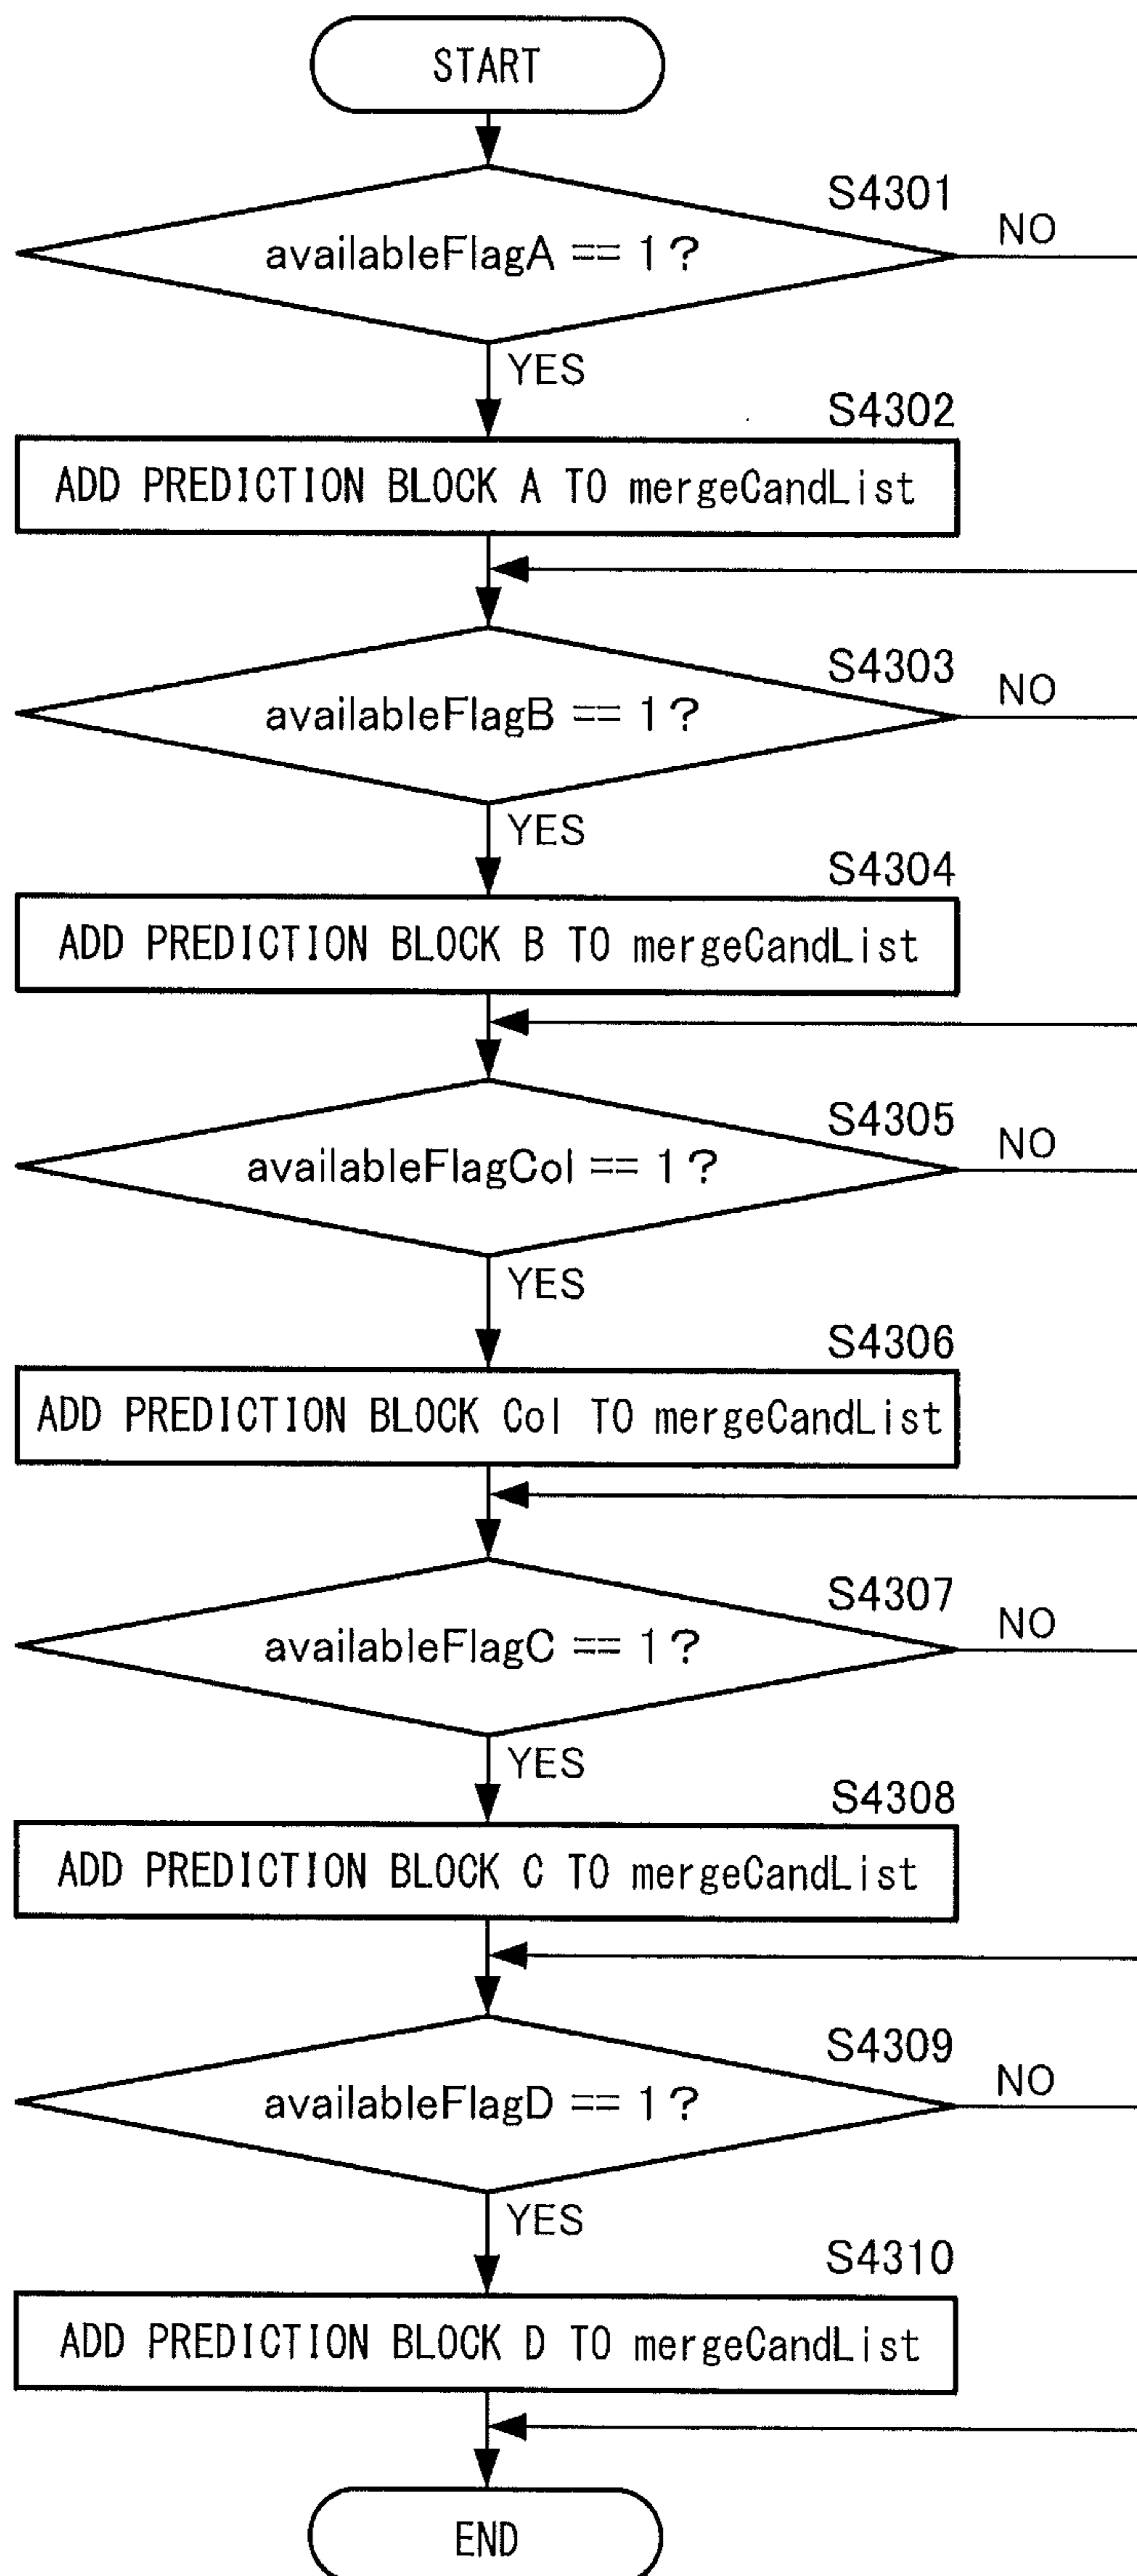 START
S4301
availableFlagA == 1?
NO
YES
S4302
ADD PREDICTION BLOCK A TO mergeCandList
S4303
availableFlagB == 1?
NO
YES
S4304
ADD PREDICTION BLOCK B TO mergeCandList
S4305
availableFlagCol == 1?
NO
YES
S4306
ADD PREDICTION BLOCK Col TO mergeCandList
S4307
availableFlagC == 1?
NO
YES
S4308
ADD PREDICTION BLOCK C TO mergeCandList
S4309
availableFlagD == 1?
NO
YES
S4310
ADD PREDICTION BLOCK D TO mergeCandList
END